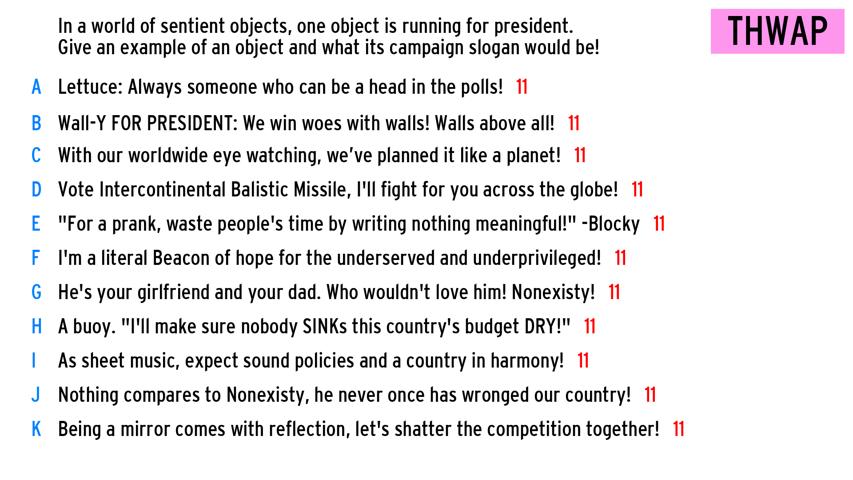 In a world of sentient objects, one object is running for president.
Give an example of an object and what its campaign slogan would be!
THWAP
A Lettuce: Always someone who can be a head in the polls! 11
B Wall-Y FOR PRESIDENT: We win woes with walls! Walls above all! 11
C With our worldwide eye watching, we've planned it like a planet! 11
D Vote Intercontinental Balistic Missile, I'll fight for you across the globe! 11
E "For a prank, waste people's time by writing nothing meaningful!" -Blocky 11
F I'm a literal Beacon of hope for the underserved and underprivileged! 11
G He's your girlfriend and your dad. Who wouldn't love him! Nonexisty! 11
H A buoy. "I'll make sure nobody SINKs this country's budget DRY!" 11
I As sheet music, expect sound policies and a country in harmony! 11
J Nothing compares to Nonexisty, he never once has wronged our country! 11
K Being a mirror comes with reflection, let's shatter the competition together! 11